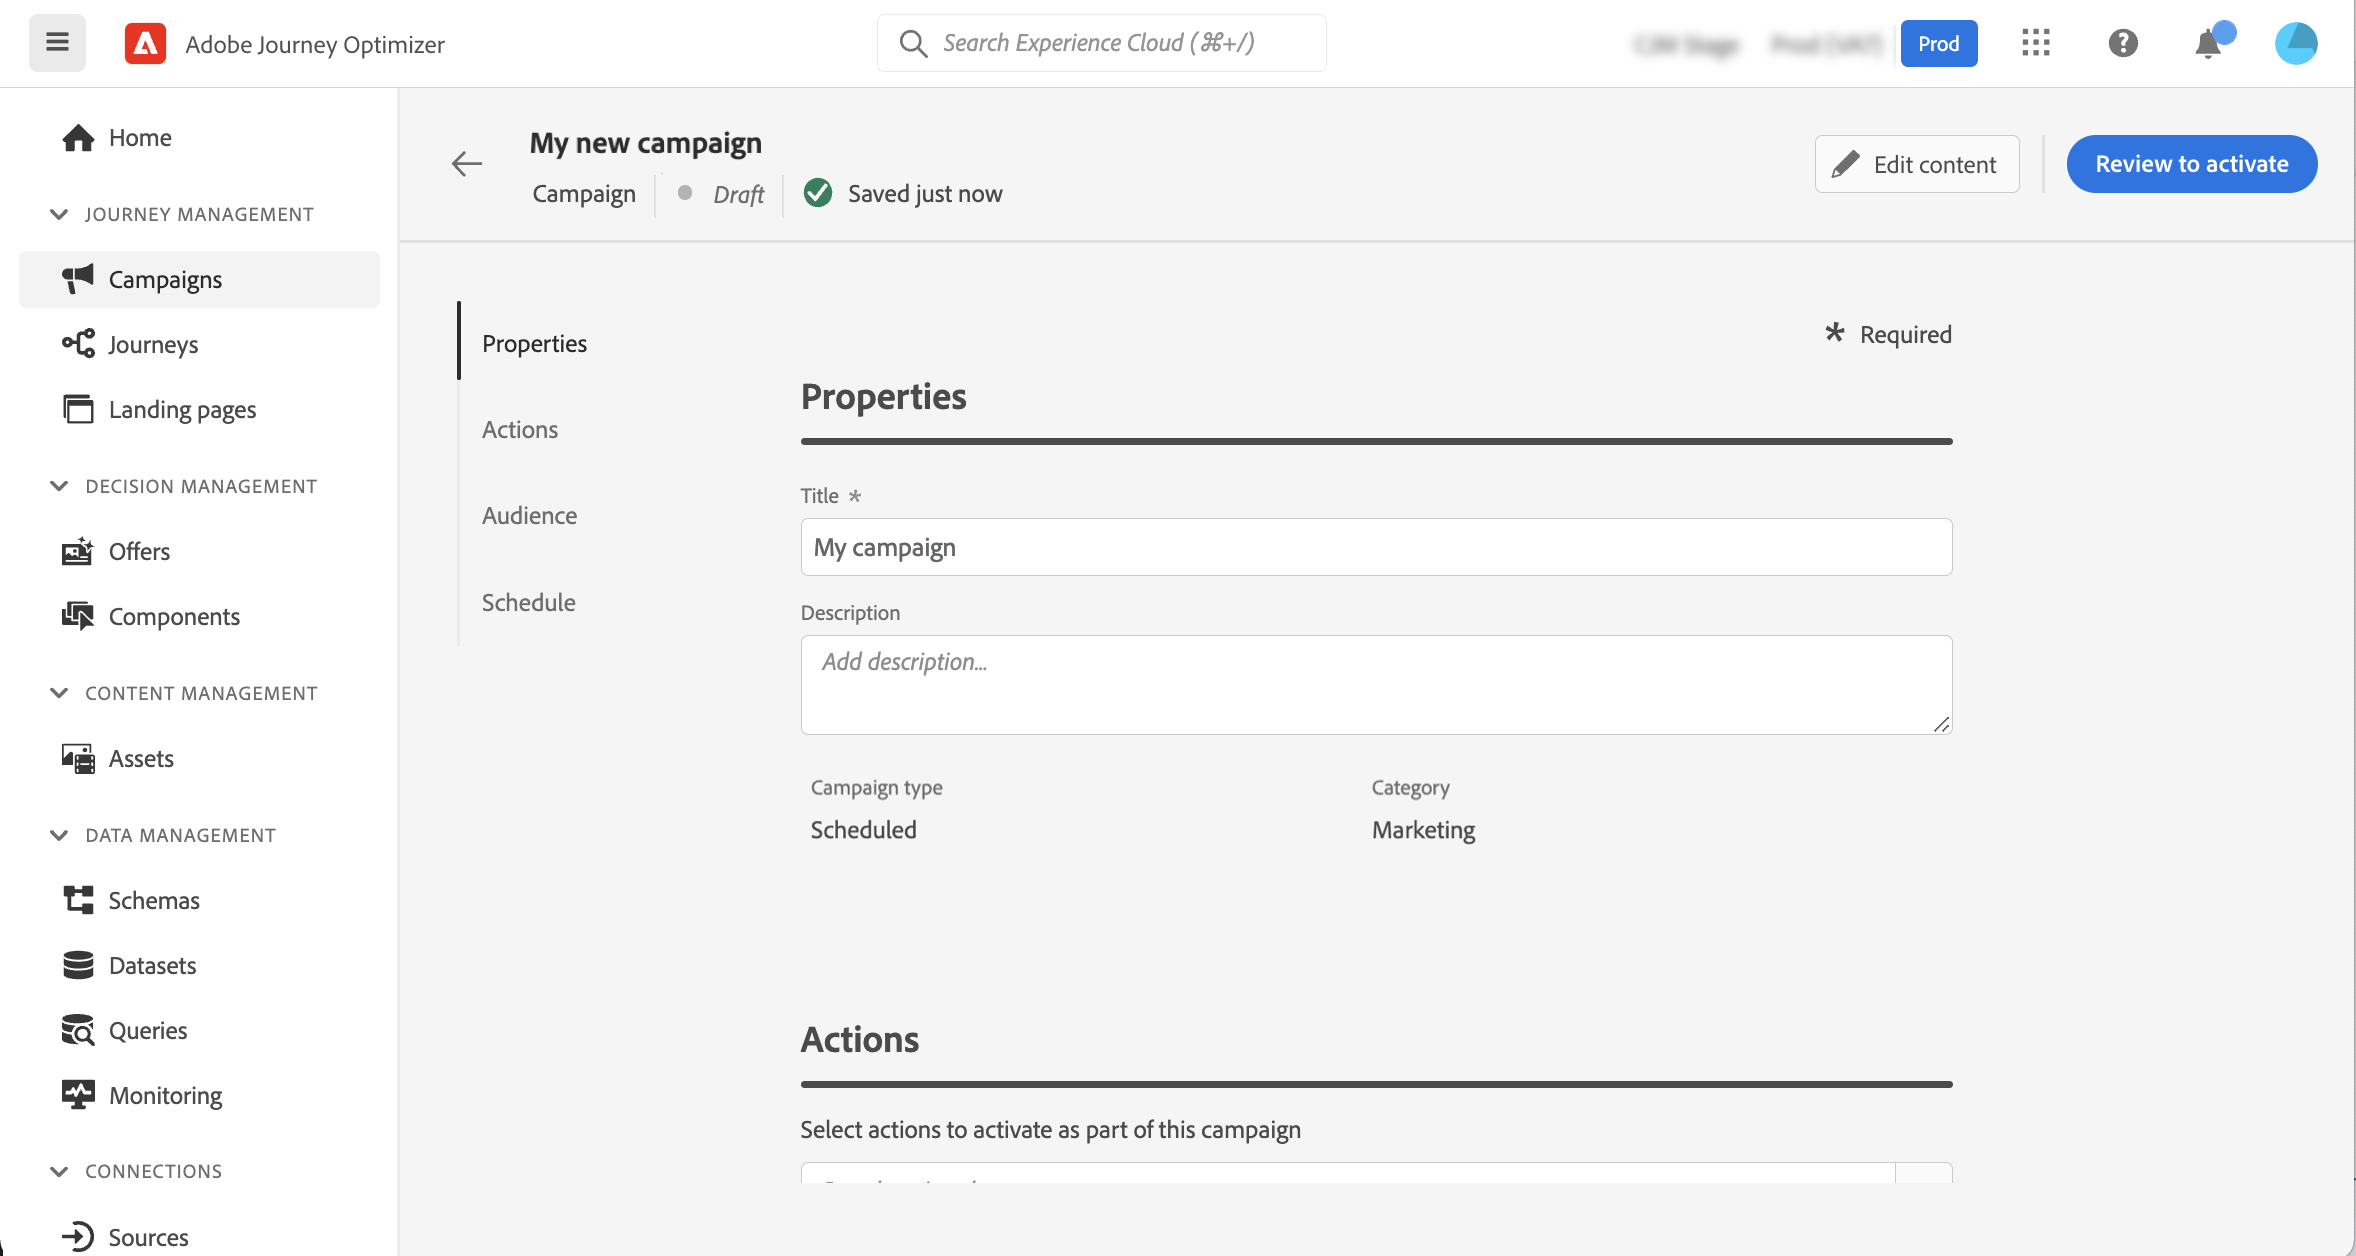 Adobe Journey Optimizer
Search Experience Cloud (⌘+/)
Prod
Home
JOURNEY MANAGEMENT
Campaigns
Journeys
Landing pages
DECISION MANAGEMENT
Offers
Components
CONTENT MANAGEMENT
Assets
DATA MANAGEMENT
Schemas
Datasets
Queries
Monitoring
CONNECTIONS
Sources
My new campaign
Campaign Draft Saved just now
Edit content
Review to activate
Properties
Actions
Audience
Schedule
* Required
Properties
Title *
My campaign
Description
Add description...
Campaign type Category
Scheduled Marketing
Actions
Select actions to activate as part of this campaign